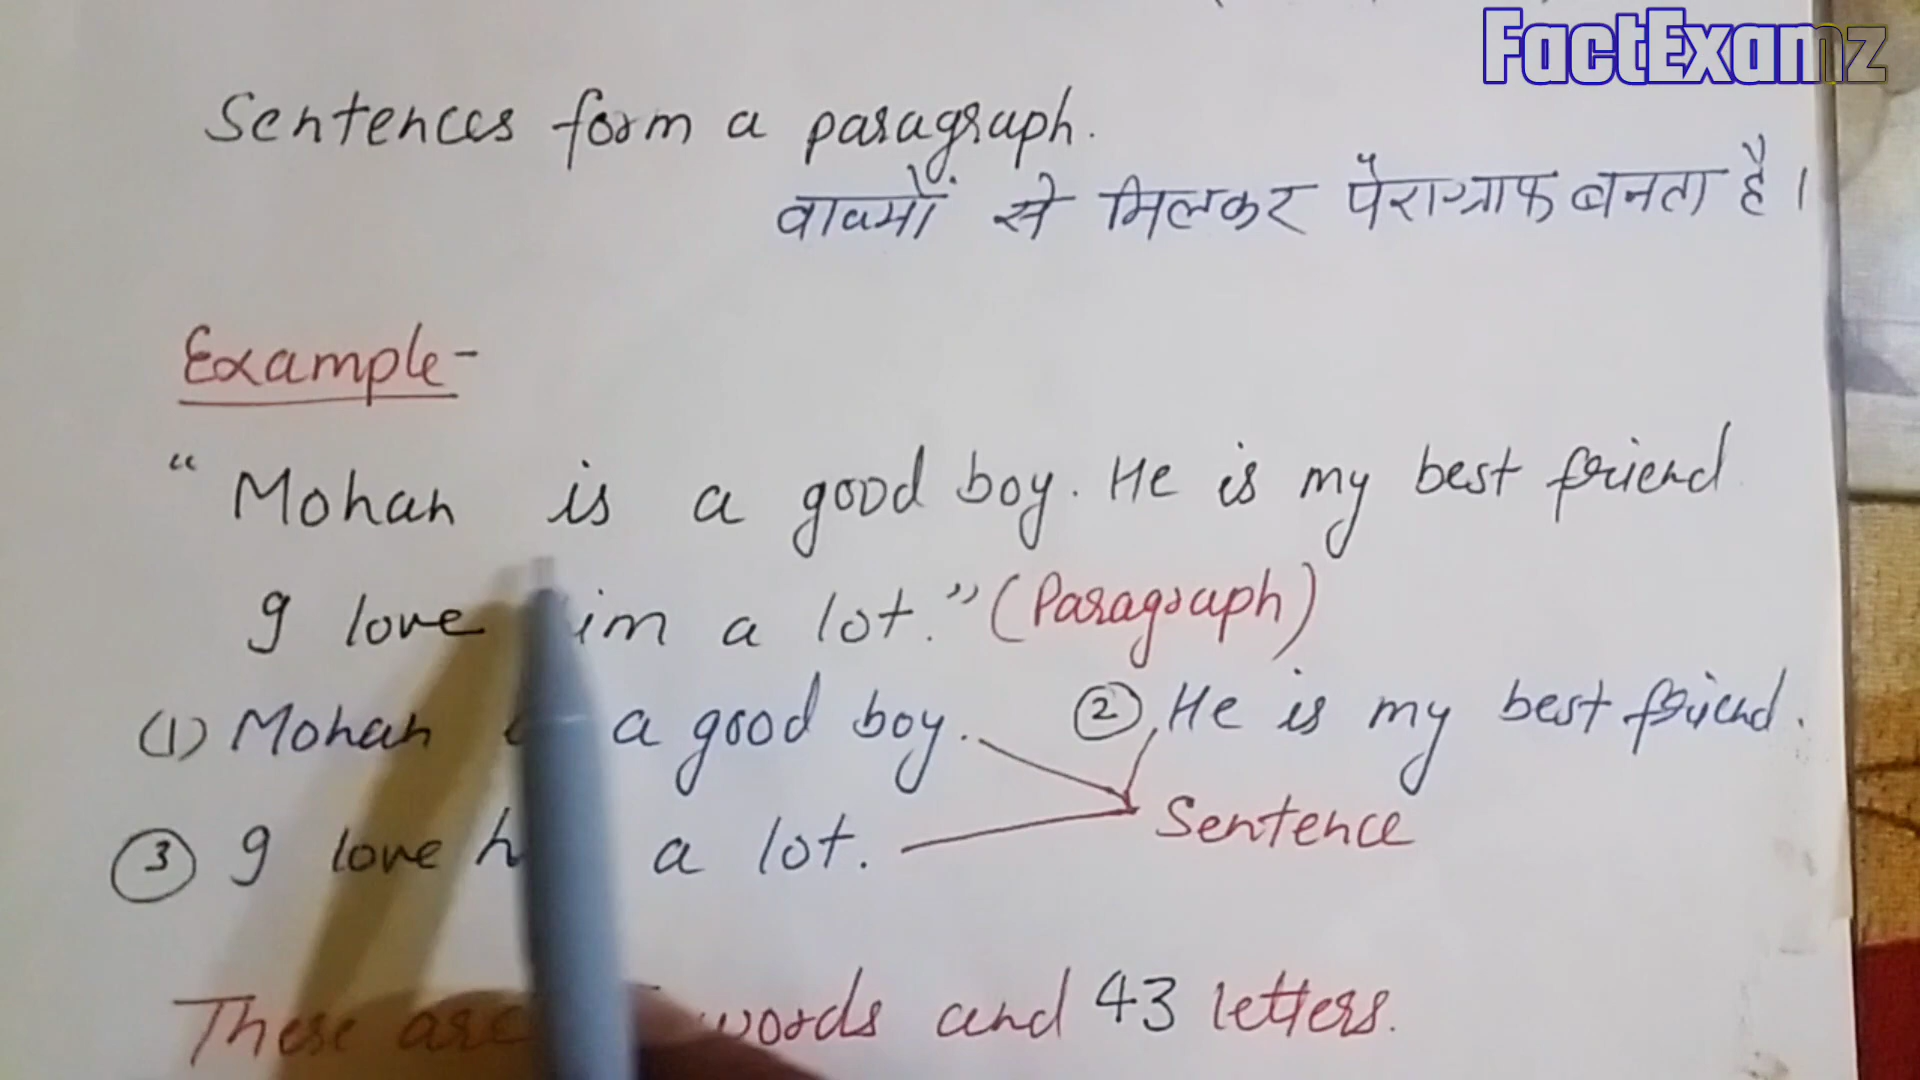 FactExamz
Sentences form a paragraph.
वाक्यों से मिलकर पैराग्राफ बनता है।
Example-
“Mohan is a good boy. He is my best friend
I love im a lot.” (Paragraph)
(1) Mohan a good boy. ② He is my best friend.
③ I love h a lot.
Sentence
These are words and 43 letters.